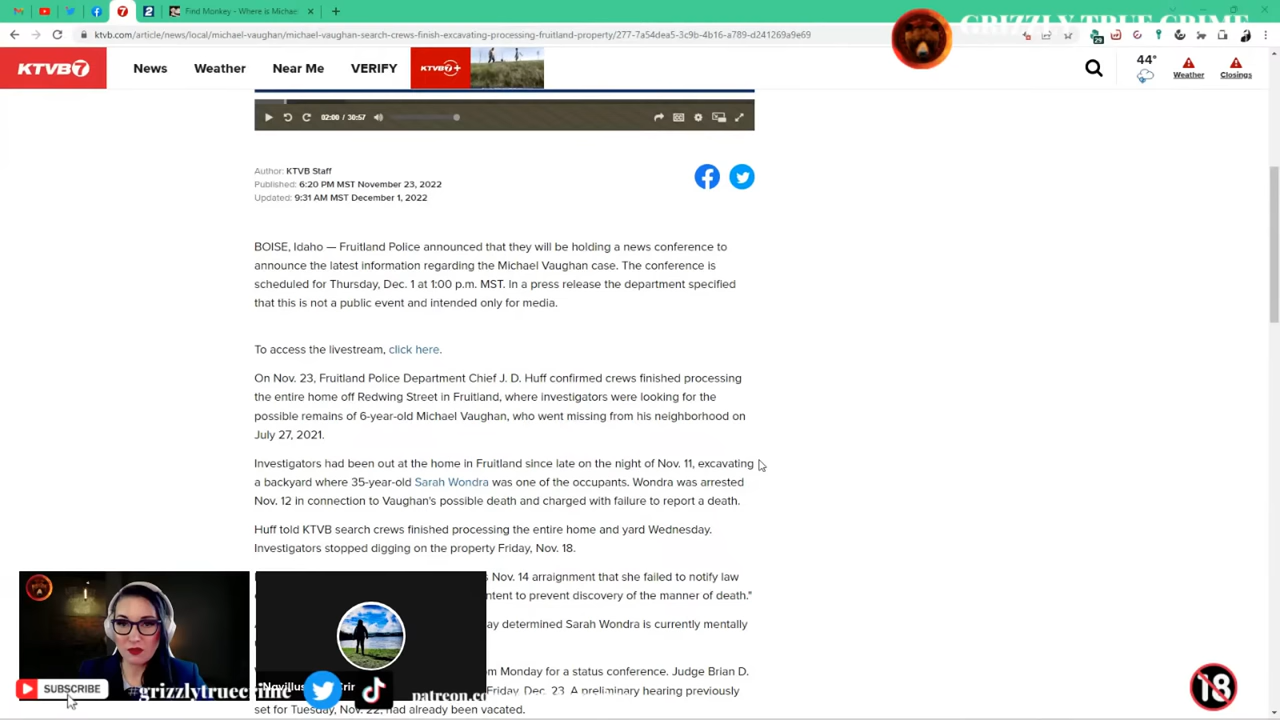 Find Monkey - Where is Michae
GRIZZLY TRUE CRIME
ktvb.com/article/news/local/michael-vaughan/michael-vaughan-search-crews-finish-excavating-processing-fruitland-property/277-7a54dea5-3c9b-4b16-a789-d241269a9e69
KTVB7
News
Weather
Near Me
VERIFY
KTVB7+
44°
Weather
Closings
02:00 / 30:57
Author: KTVB Staff
Published: 6:20 PM MST November 23, 2022
Updated: 9:31 AM MST December 1, 2022
BOISE, Idaho — Fruitland Police announced that they will be holding a news conference to
announce the latest information regarding the Michael Vaughan case. The conference is
scheduled for Thursday, Dec. 1 at 1:00 p.m. MST. In a press release the department specified
that this is not a public event and intended only for media.
To access the livestream, click here.
On Nov. 23, Fruitland Police Department Chief J. D. Huff confirmed crews finished processing
the entire home off Redwing Street in Fruitland, where investigators were looking for the
possible remains of 6-year-old Michael Vaughan, who went missing from his neighborhood on
July 27, 2021.
Investigators had been out at the home in Fruitland since late on the night of Nov. 11, excavating
a backyard where 35-year-old Sarah Wondra was one of the occupants. Wondra was arrested
Nov. 12 in connection to Vaughan's possible death and charged with failure to report a death.
Huff told KTVB search crews finished processing the entire home and yard Wednesday.
Investigators stopped digging on the property Friday, Nov. 18.
s Nov. 14 arraignment that she failed to notify law
ntent to prevent discovery of the manner of death."
ay determined Sarah Wondra is currently mentally
om Monday for a status conference. Judge Brian D.
Friday, Dec. 23. A preliminary hearing previously
set for Tuesday, Nov. 22, had already been vacated.
SUBSCRIBE
#grizzlytruecrime
patreon.co
18